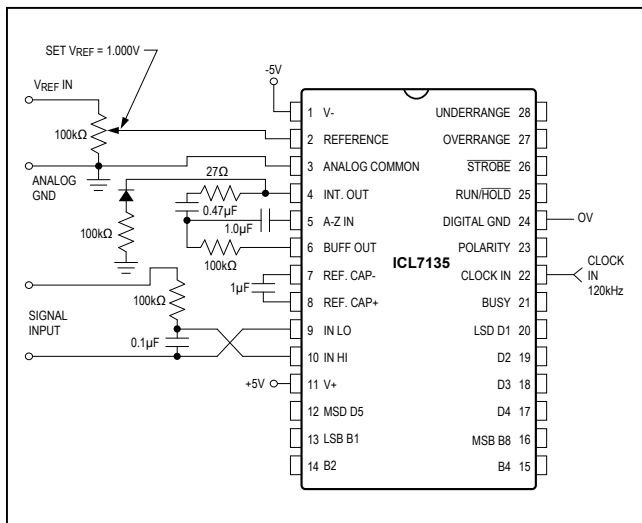 SET VREF = 1.000V
VREF IN
100kΩ
ANALOG
GND
100kΩ
27Ω
0.47µF
1.0µF
100kΩ
1µF
SIGNAL
INPUT
100kΩ
0.1µF
-5V
+5V
1 V-
2 REFERENCE
3 ANALOG COMMON
4 INT. OUT
5 A-Z IN
6 BUFF OUT
7 REF. CAP-
8 REF. CAP+
9 IN LO
10 IN HI
11 V+
12 MSD D5
13 LSB B1
14 B2
ICL7135
UNDERRANGE 28
OVERRANGE 27
STROBE 26
RUN/HOLD 25
DIGITAL GND 24
POLARITY 23
CLOCK IN 22
BUSY 21
LSD D1 20
D2 19
D3 18
D4 17
MSB B8 16
B4 15
0V
CLOCK
IN
120kHz